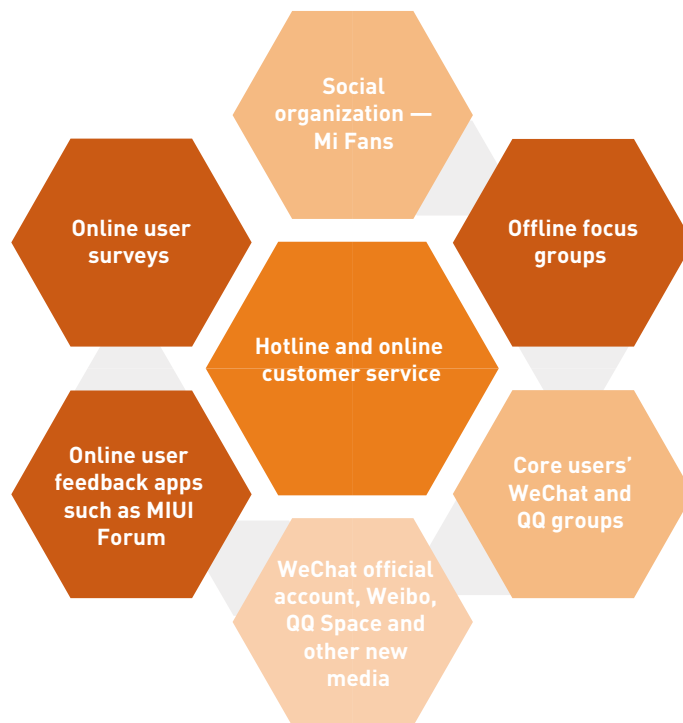 Social
organization —
Mi Fans
Online user
surveys
Offline focus
groups
Hotline and online
customer service
Online user
feedback apps
such as MIUI
Forum
Core users’
WeChat and
QQ groups
WeChat official
account, Weibo,
QQ Space and
other new
media